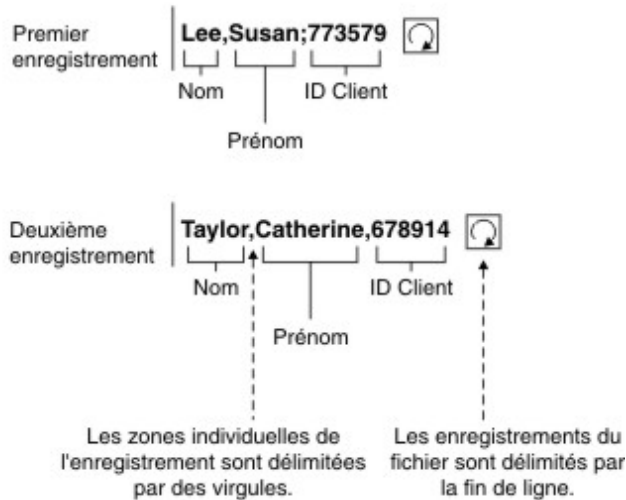 Premier
enregistrement
Lee,Susan;773579
Nom
ID Client
Prénom
Deuxième
enregistrement
Taylor,Catherine,678914
Nom
ID Client
Prénom
Les zones individuelles de
l'enregistrement sont délimitées
par des virgules.
Les enregistrements du
fichier sont délimités par
la fin de ligne.